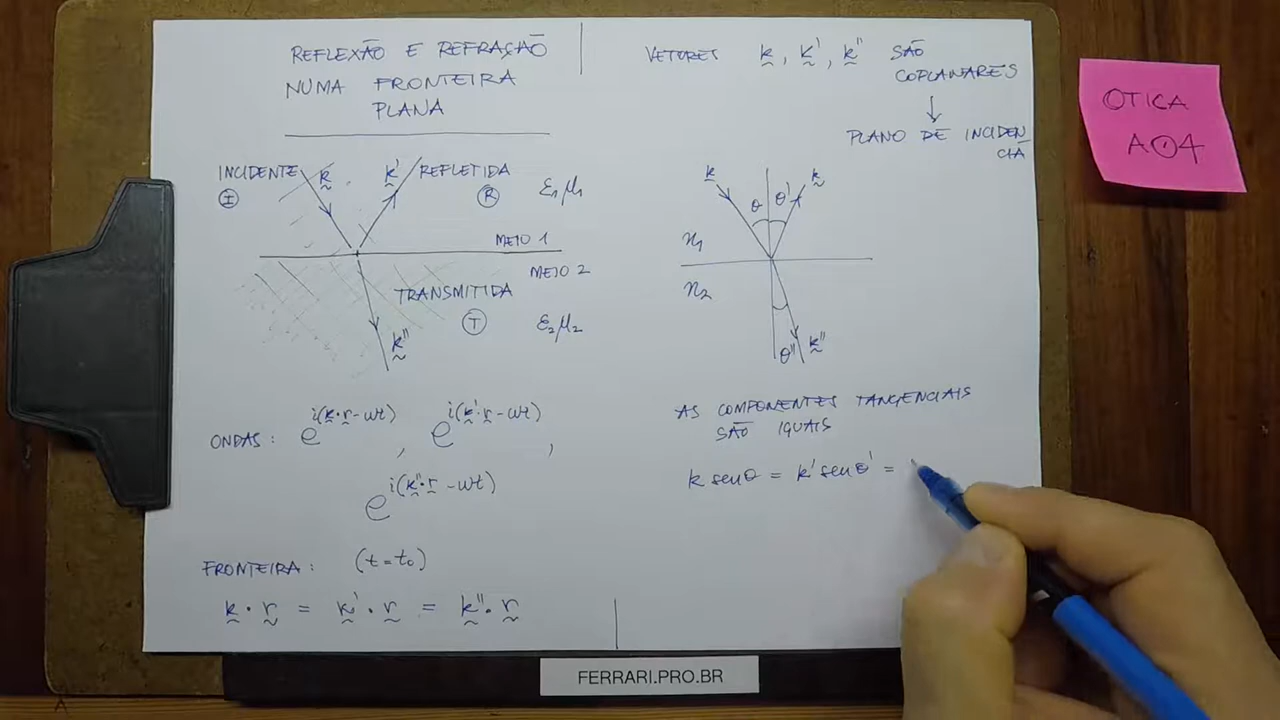 REFLEXÃO E REFRAÇÃO
NUMA FRONTEIRA
PLANA
INCIDENTE k k' REFLETIDA
I R ε₁μ₁
MEIO 1
MEIO 2
TRANSMITIDA
T ε₂μ₂
k''
ONDAS: e^i(k·r-ωt), e^i(k'·r-ωt),
e^i(k''·r-ωt)
FRONTEIRA: (t=t₀)
k · r = k' · r = k'' · r
VETORES k, k', k'' SÃO
COPLANARES
↓
PLANO DE INCIDEN
CIA
k θ θ' k
n₁
n₂
θ'' k''
AS COMPONENTES TANGENCIAIS
SÃO IGUAIS
k senθ = k' senθ' =
OTICA
A04
FERRARI.PRO.BR